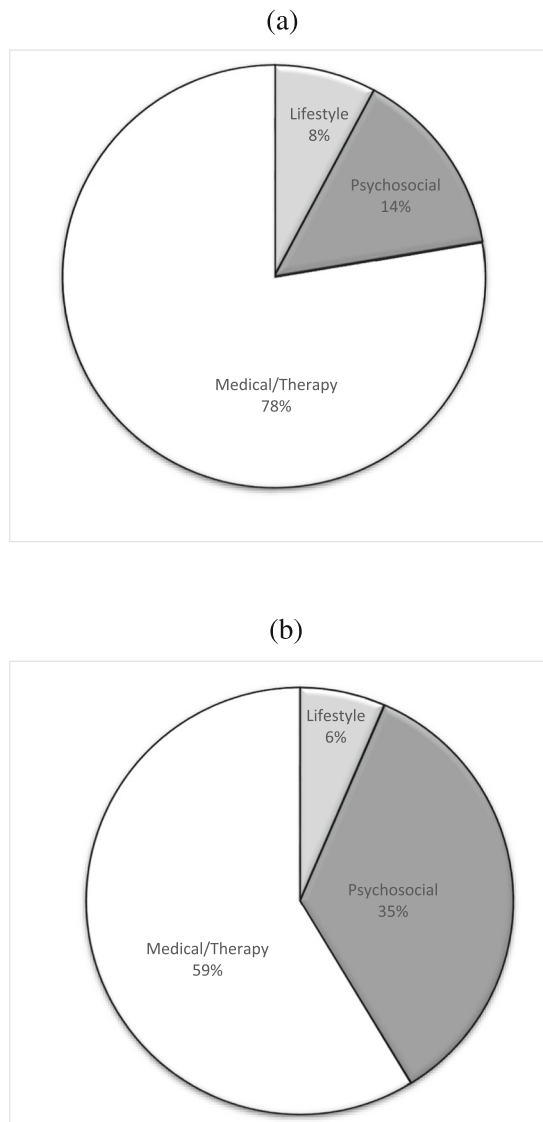 (a)
Lifestyle
8%
Psychosocial
14%
Medical/Therapy
78%
(b)
Lifestyle
6%
Psychosocial
35%
Medical/Therapy
59%